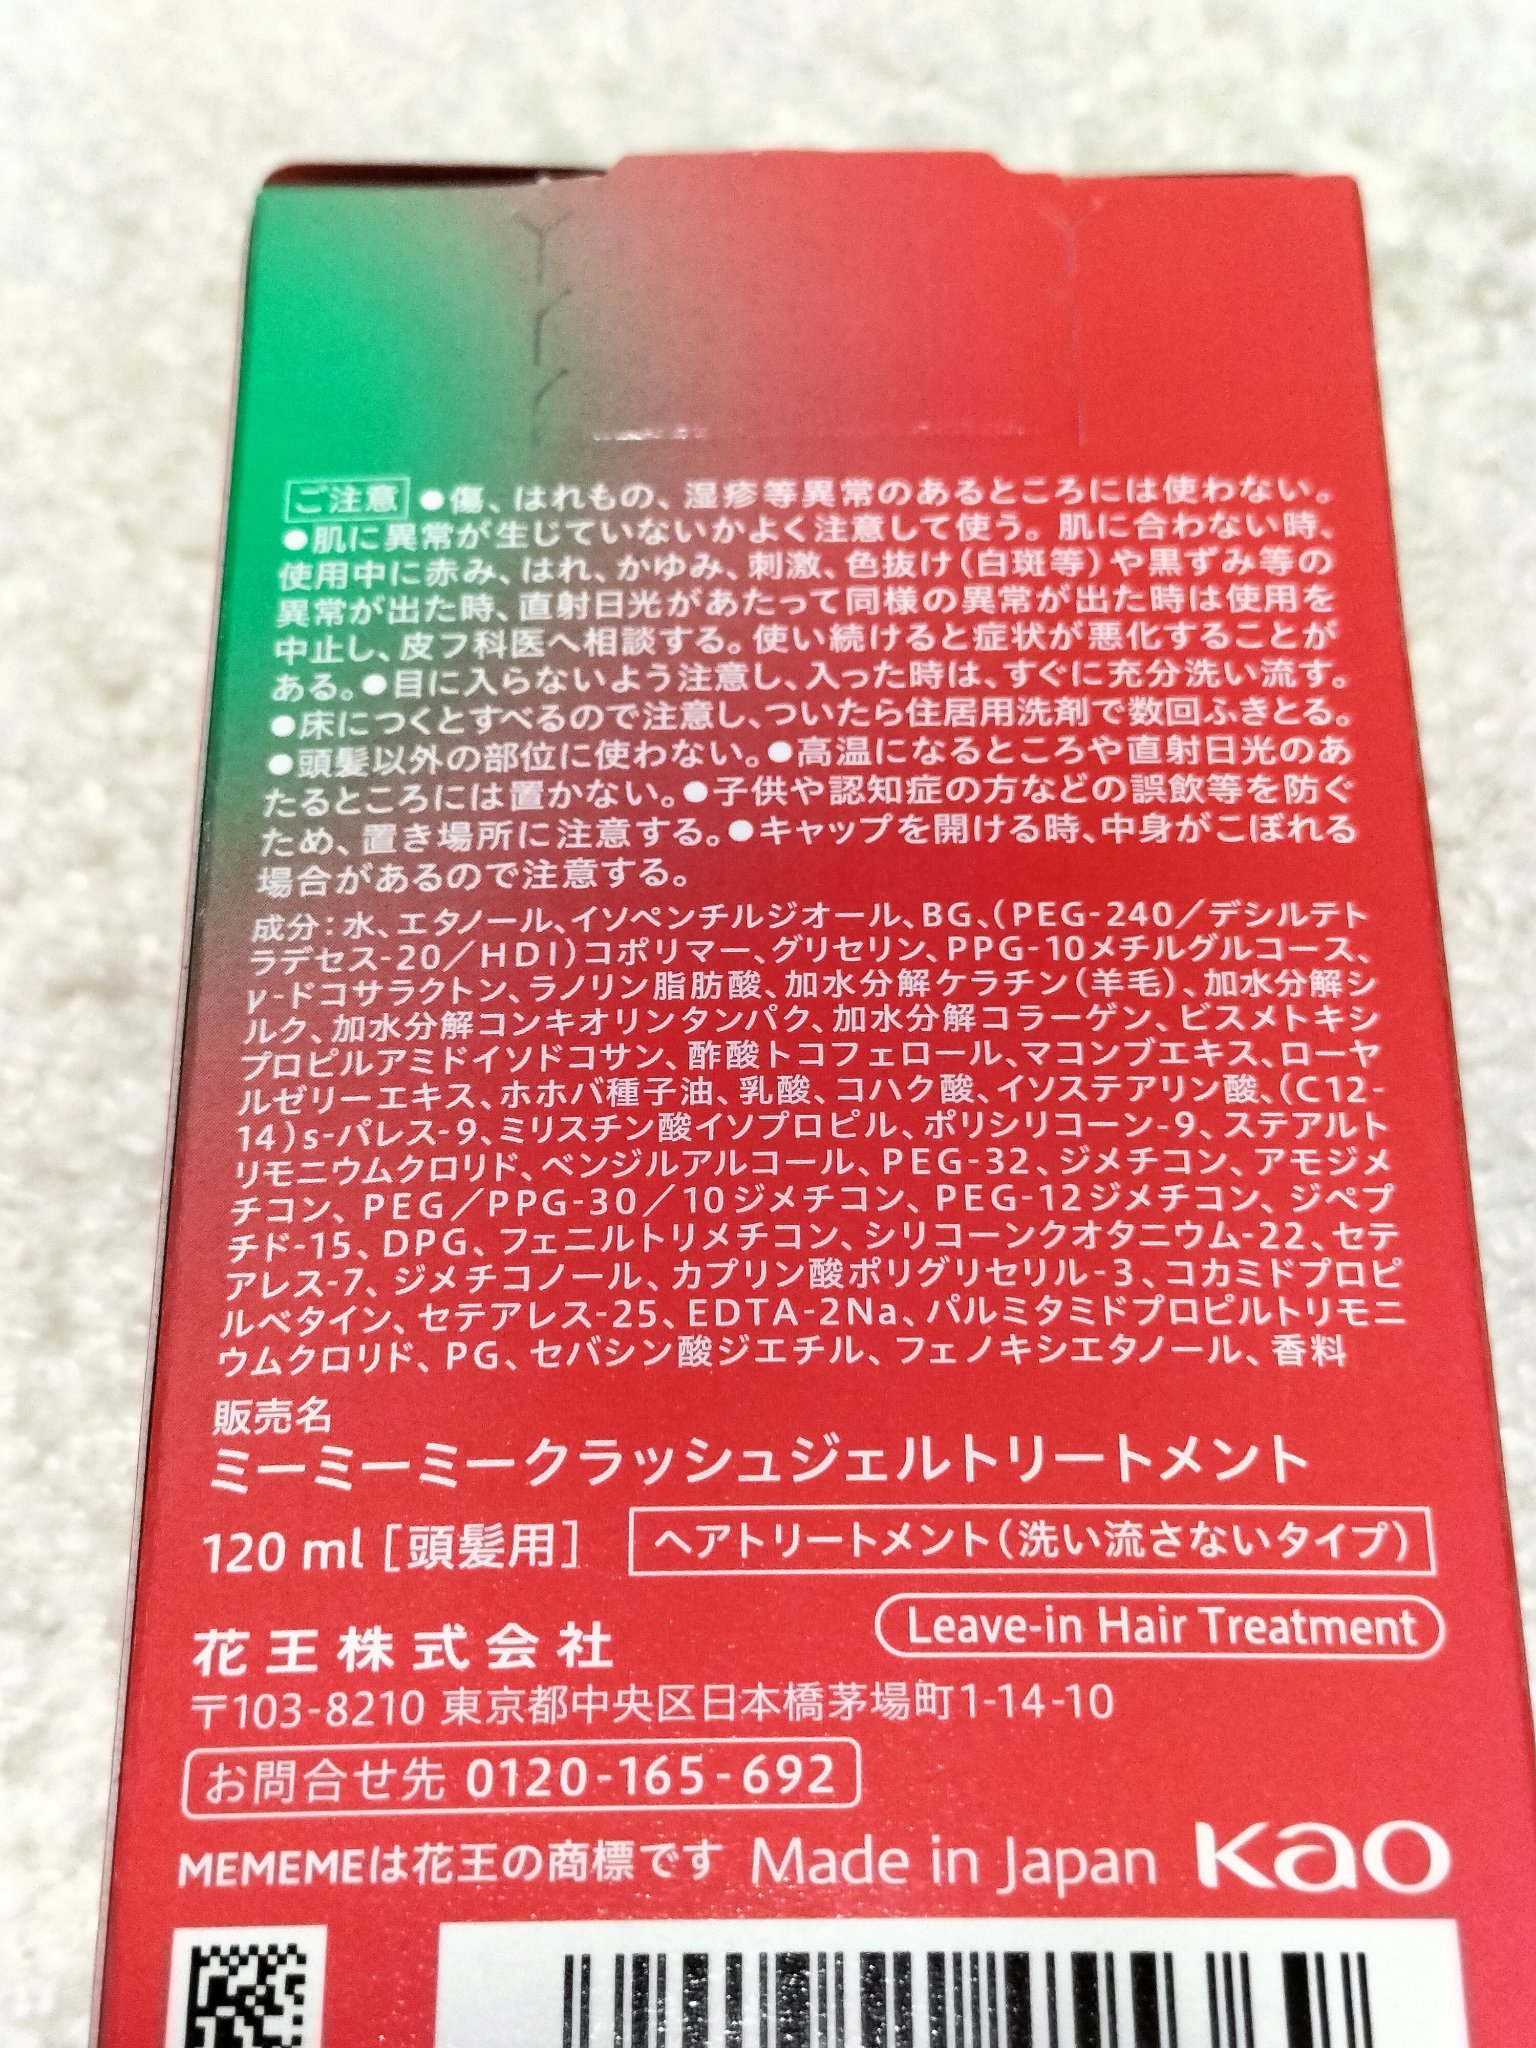 ご注意 ●傷、はれもの、湿疹等異常のあるところには使わない。
●肌に異常が生じていないかよく注意して使う。肌に合わない時、
使用中に赤み、はれ、かゆみ、刺激、色抜け(白斑等)や黒ずみ等の
異常が出た時、直射日光があたって同様の異常が出た時は使用を
中止し、皮フ科医へ相談する。使い続けると症状が悪化することが
ある。●目に入らないよう注意し、入った時は、すぐに充分洗い流す。
●床につくとすべるので注意し、ついたら住居用洗剤で数回ふきとる。
●頭髪以外の部位に使わない。●高温になるところや直射日光のあ
たるところには置かない。●子供や認知症の方などの誤飲等を防ぐ
ため、置き場所に注意する。●キャップを開ける時、中身がこぼれる
場合があるので注意する。
成分：水、エタノール、イソペンチルジオール、BG、(PEG-240／デシルテト
ラデセス-20／HDI)コポリマー、グリセリン、PPG-10メチルグルコース、
γ-ドコサラクトン、ラノリン脂肪酸、加水分解ケラチン(羊毛)、加水分解シ
ルク、加水分解コンキオリンタンパク、加水分解コラーゲン、ビスメトキシ
プロピルアミドイソドコサン、酢酸トコフェロール、マコンブエキス、ローヤ
ルゼリーエキス、ホホバ種子油、乳酸、コハク酸、イソステアリン酸、(C12-
14)s-パレス-9、ミリスチン酸イソプロピル、ポリシリコーン-9、ステアルト
リモニウムクロリド、ベンジルアルコール、PEG-32、ジメチコン、アモジメ
チコン、PEG／PPG-30／10ジメチコン、PEG-12ジメチコン、ジペプ
チド-15、DPG、フェニルトリメチコン、シリコーンクオタニウム-22、セテ
アレス-7、ジメチコノール、カプリン酸ポリグリセリル-3、コカミドプロピ
ルベタイン、セテアレス-25、EDTA-2Na、パルミタミドプロピルトリモニ
ウムクロリド、PG、セバシン酸ジエチル、フェノキシエタノール、香料
販売名
ミーミーミークラッシュジェルトリートメント
120 ml [頭髪用] ヘアトリートメント(洗い流さないタイプ)
Leave-in Hair Treatment
花王株式会社
〒103-8210 東京都中央区日本橋茅場町1-14-10
お問合せ先 0120-165-692
MEMEMEは花王の商標です Made in Japan Kao